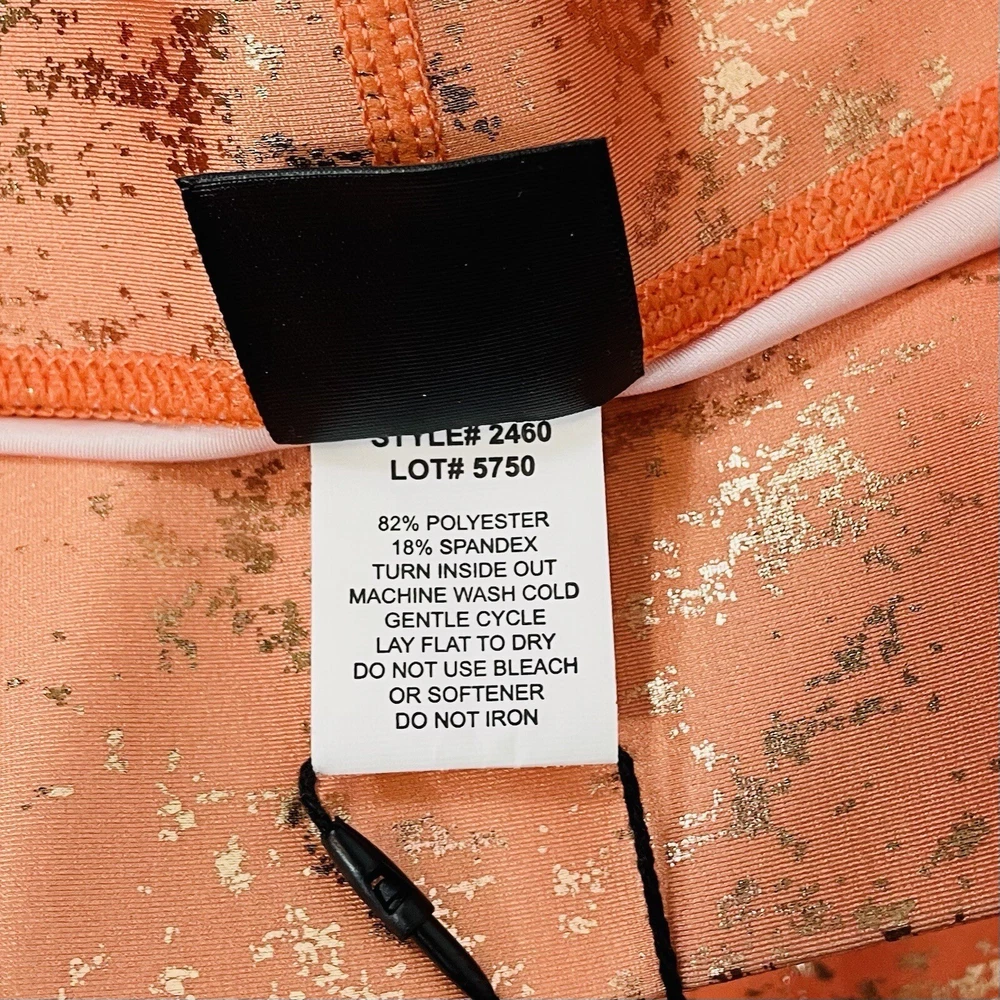 STYLE# 2460
LOT# 5750
82% POLYESTER
18% SPANDEX
TURN INSIDE OUT
MACHINE WASH COLD
GENTLE CYCLE
LAY FLAT TO DRY
DO NOT USE BLEACH
OR SOFTENER
DO NOT IRON